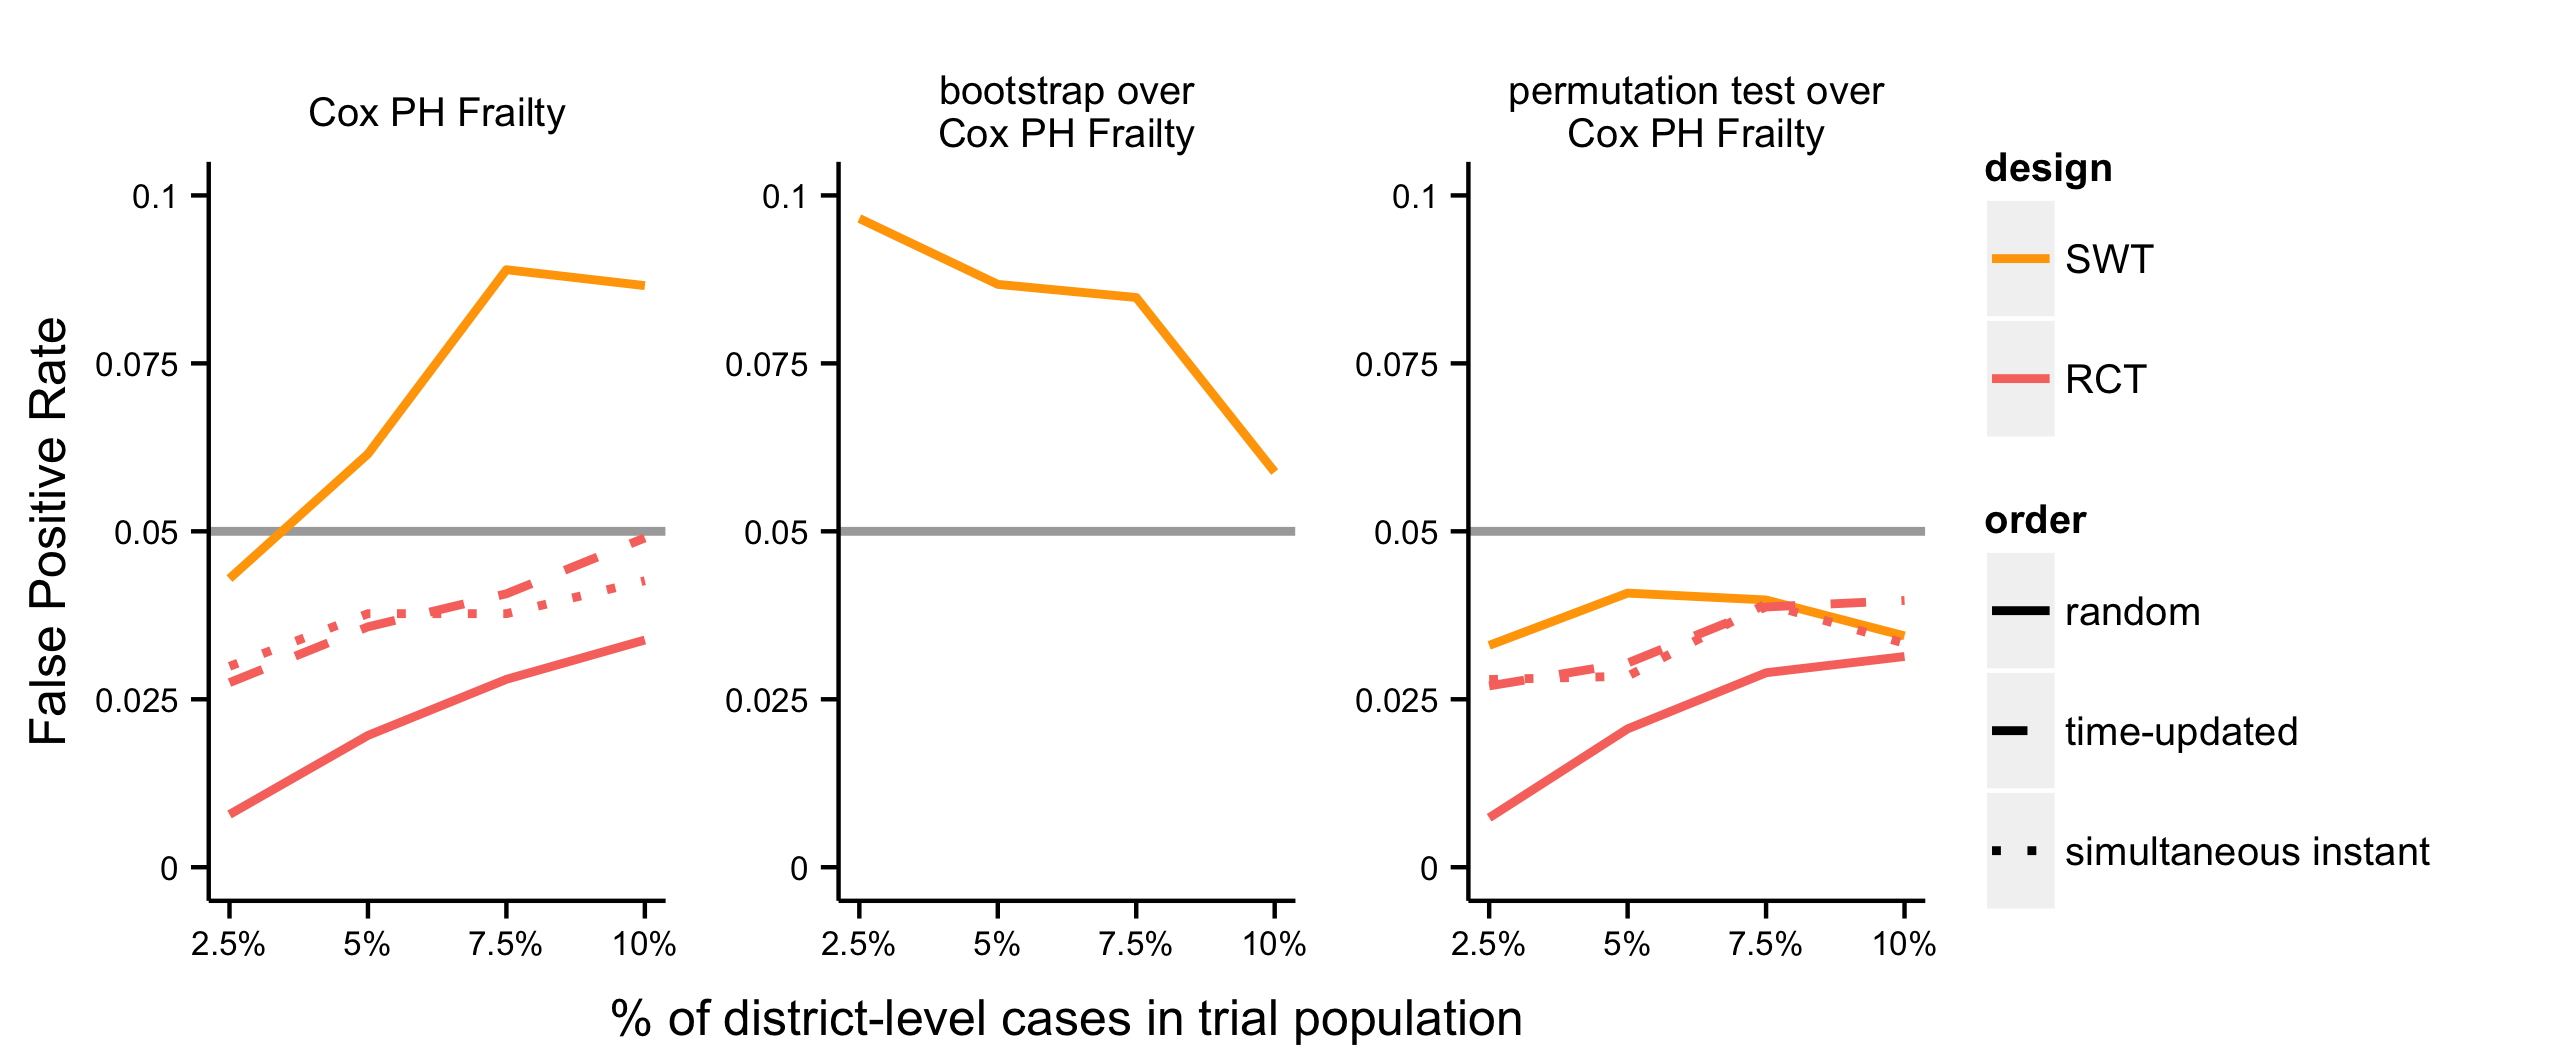 Cox PH Frailty
bootstrap over
Cox PH Frailty
permutation test over
Cox PH Frailty
False Positive Rate
0.1
0.075
0.05
0.025
0
2.5%
5%
7.5%
10%
0.1
0.075
0.05
0.025
0
2.5%
5%
7.5%
10%
0.1
0.075
0.05
0.025
0
2.5%
5%
7.5%
10%
% of district-level cases in trial population
design
SWT
RCT
order
random
time-updated
simultaneous instant